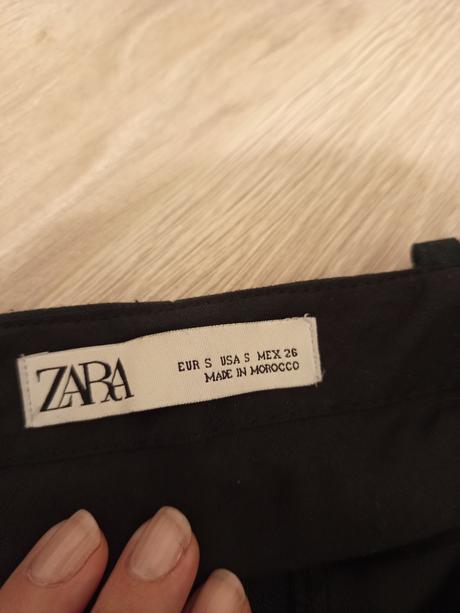 ZARA
EUR S USA S MEX 26
MADE IN MOROCCO